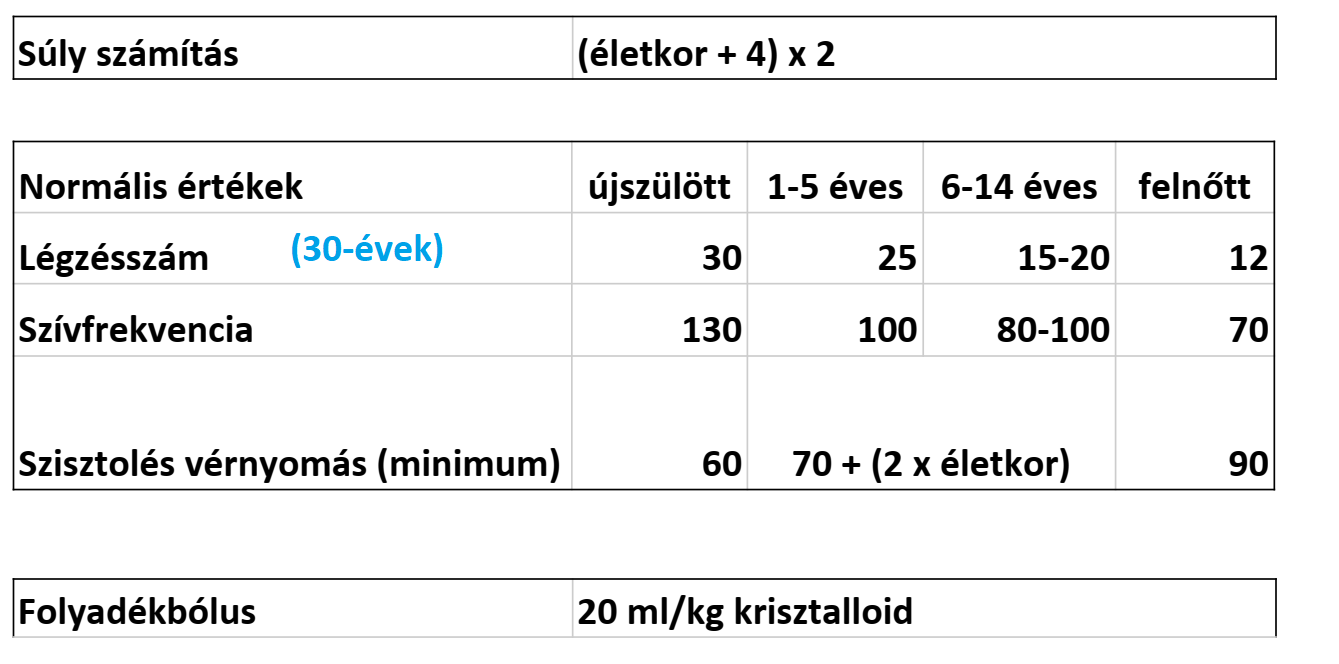 Súly számítás (életkor + 4) x 2
Normális értékek újszülött 1-5 éves 6-14 éves felnőtt
Légzésszám (30-évek) 30 25 15-20 12
Szívfrekvencia 130 100 80-100 70
Szisztolés vérnyomás (minimum) 60 70 + (2 x életkor) 90
Folyadékbólus 20 ml/kg krisztalloid